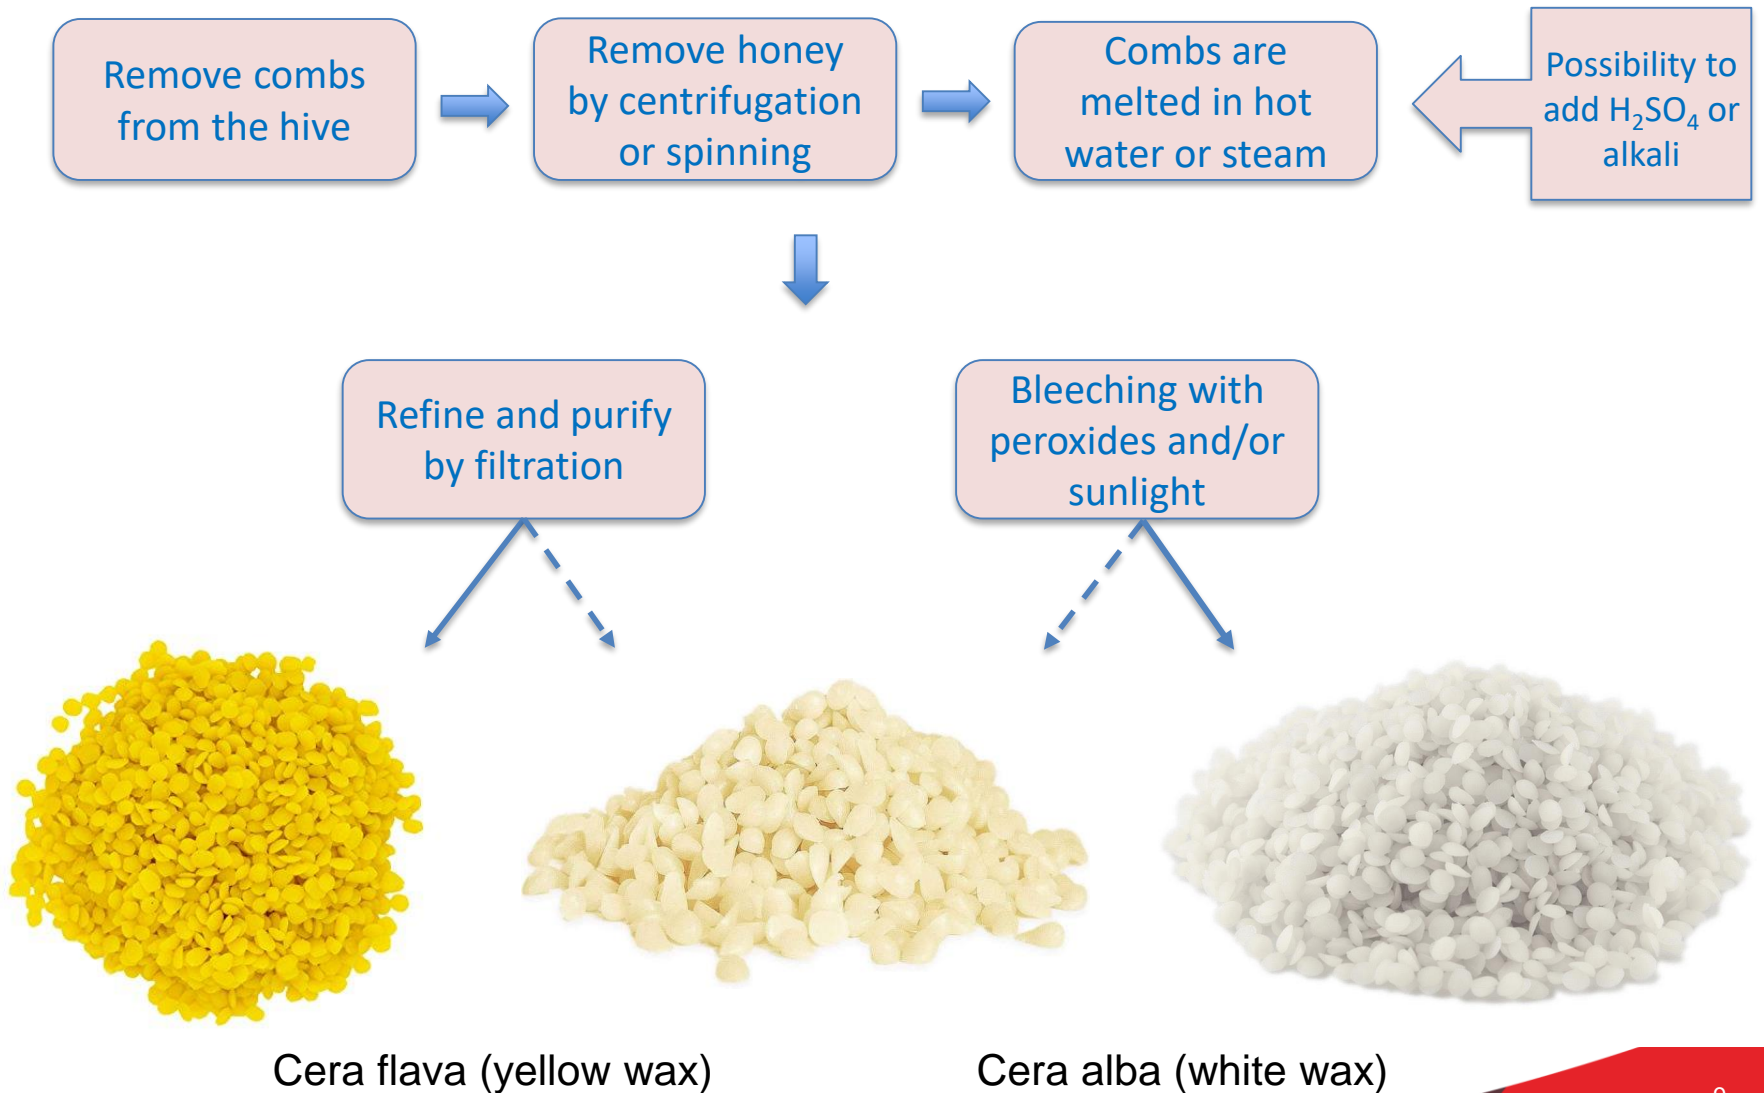 Remove combs
from the hive
Remove honey
by centrifugation
or spinning
Combs are
melted in hot
water or steam
Possibility to
add H₂SO₄ or
alkali
Refine and purify
by filtration
Bleeching with
peroxides and/or
sunlight
Cera flava (yellow wax)
Cera alba (white wax)